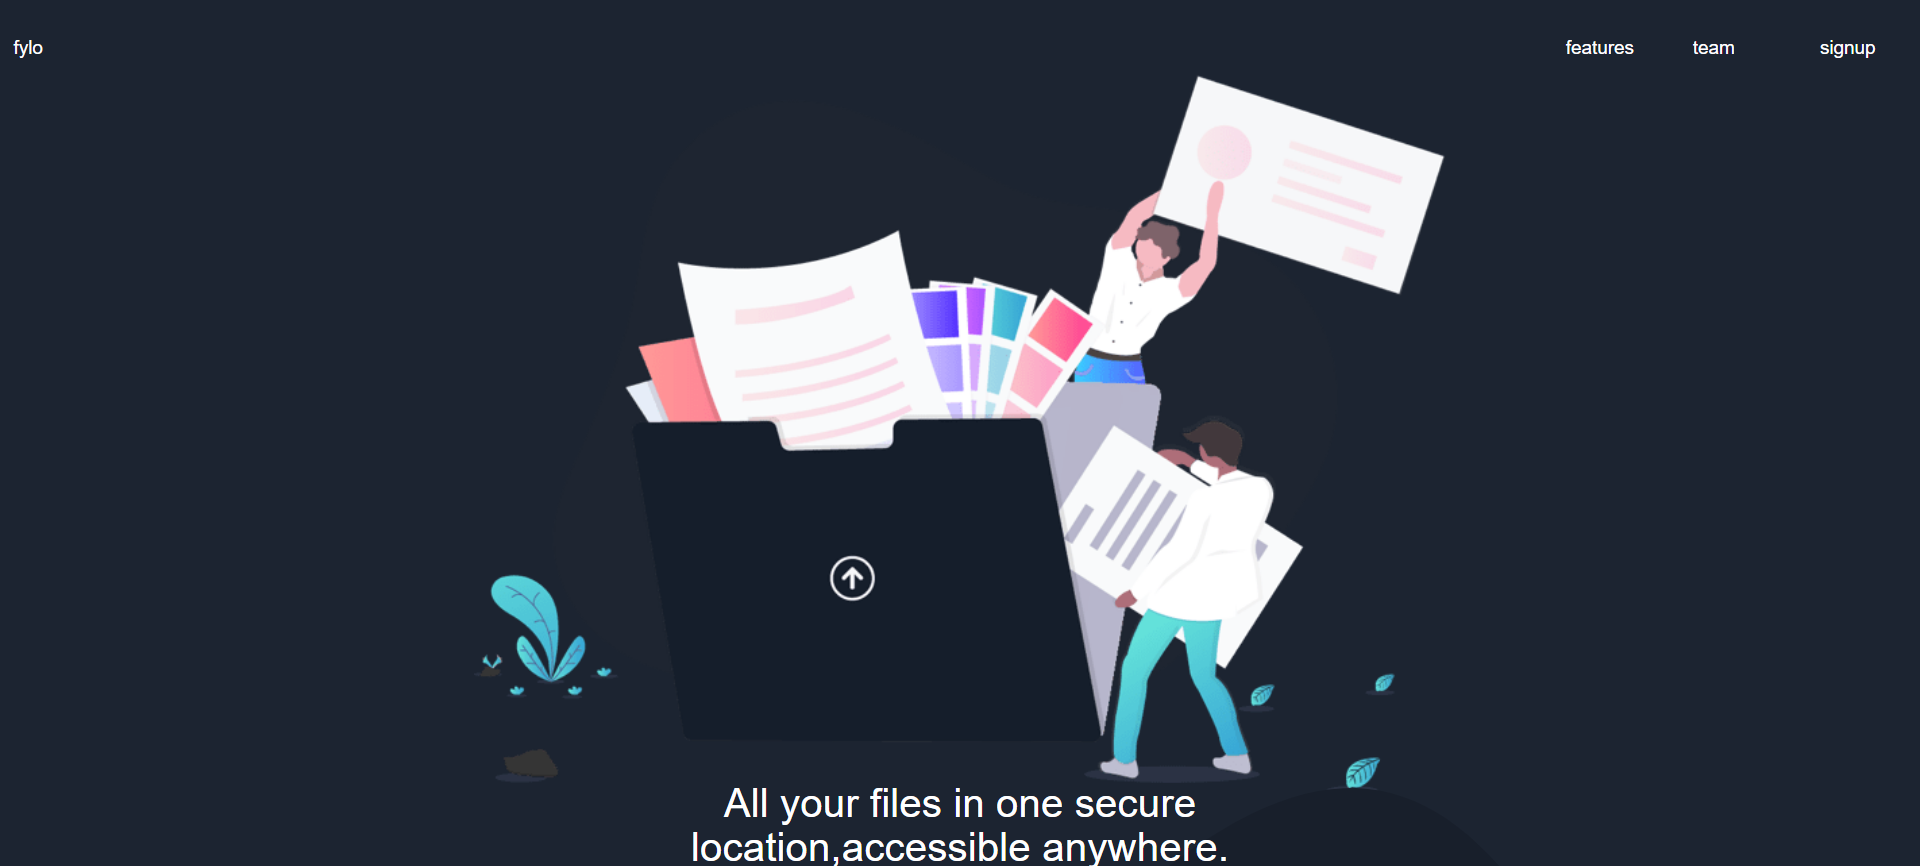 fylo
features team signup
All your files in one secure
location,accessible anywhere.